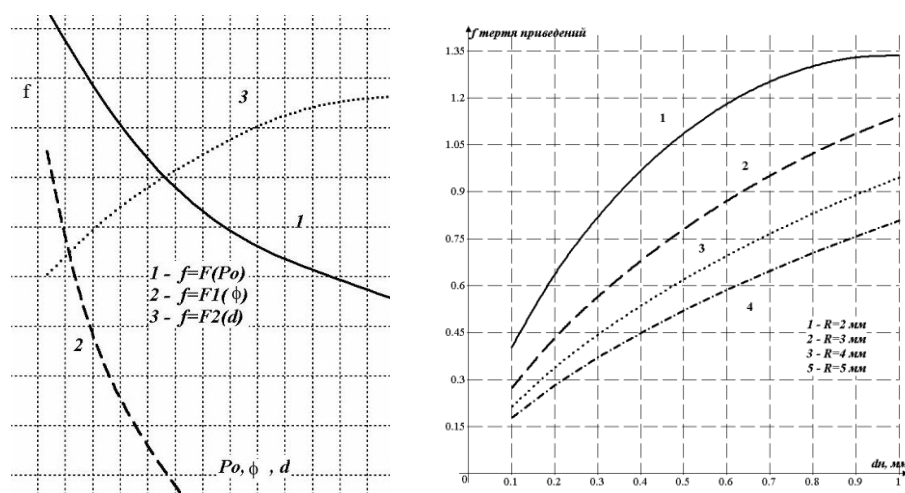 f
3
1
1 - f=F(Po)
2 - f=F1(ϕ)
3 - f=F2(d)
2
Po, ϕ , d
f тертя приведений
1.35
1.2
0.9
0.75
0.6
0.45
0.3
0.15
0
1
2
3
4
1 - R=2 мм
2 - R=3 мм
3 - R=4 мм
5 - R=5 мм
dн, мм
0.1 0.2 0.3 0.4 0.5 0.6 0.7 0.8 0.9 1